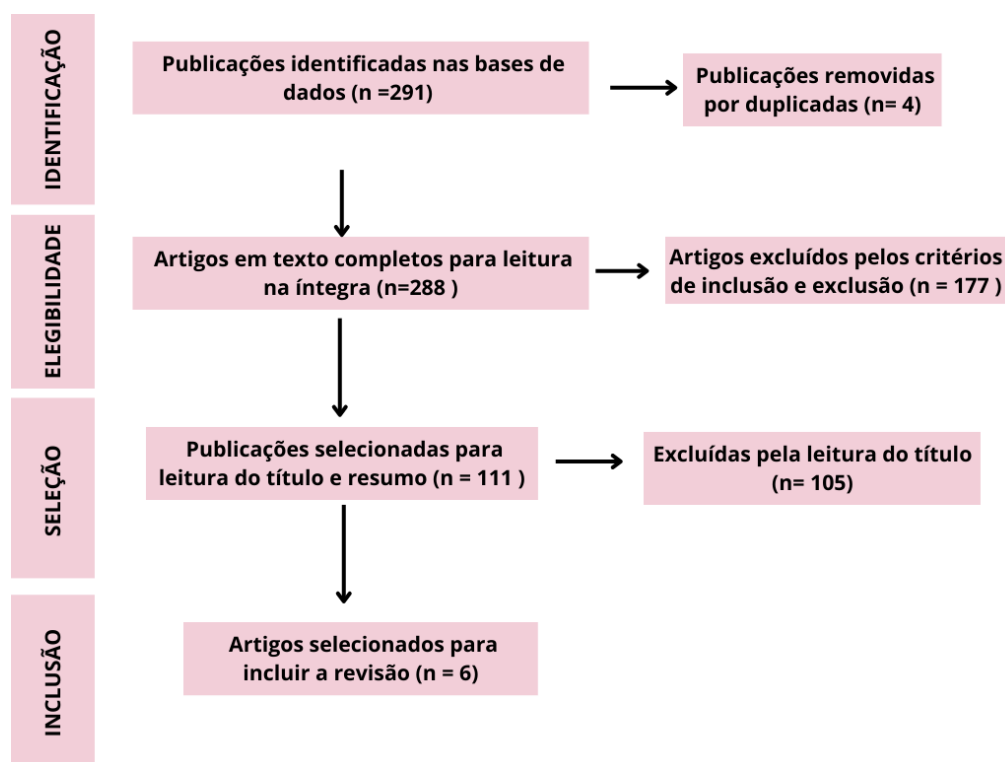 IDENTIFICAÇÃO
Publicações identificadas nas bases de
dados (n =291)
Publicações removidas
por duplicadas (n= 4)
ELEGIBILIDADE
Artigos em texto completos para leitura
na íntegra (n=288 )
Artigos excluídos pelos critérios
de inclusão e exclusão (n = 177 )
SELEÇÃO
Publicações selecionadas para
leitura do título e resumo (n = 111 )
Excluídas pela leitura do título
(n= 105)
INCLUSÃO
Artigos selecionados para
incluir a revisão (n = 6)